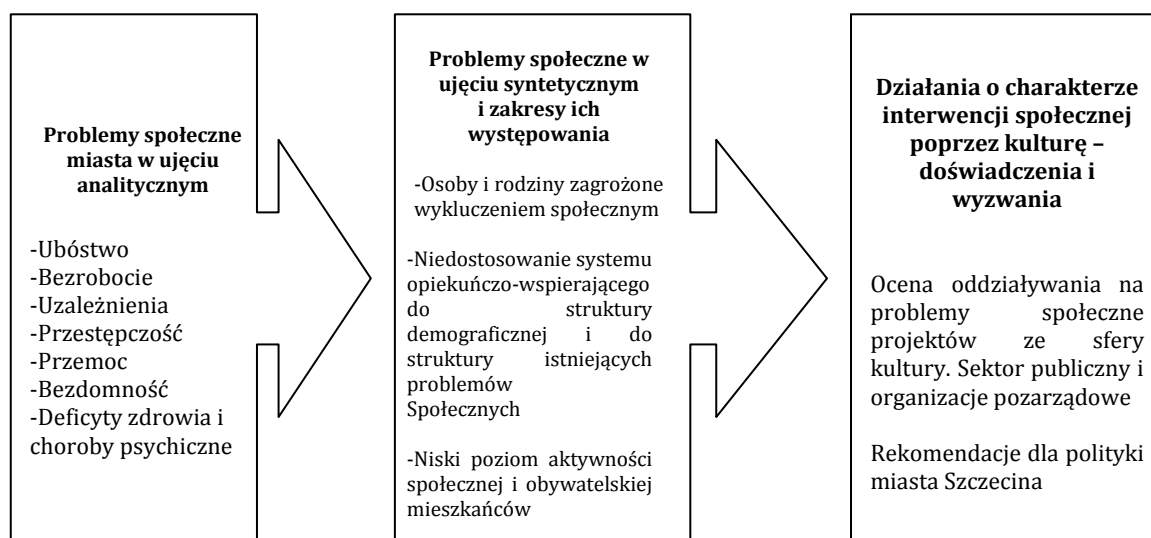 Problemy społeczne
miasta w ujęciu
analitycznym
-Ubóstwo
-Bezrobocie
-Uzależnienia
-Przestępczość
-Przemoc
-Bezdomność
-Deficyty zdrowia i
choroby psychiczne
Problemy społeczne w
ujęciu syntetycznym
i zakresy ich
występowania
-Osoby i rodziny zagrożone
wykluczeniem społecznym
-Niedostosowanie systemu
opiekuńczo-wspierającego
do struktury
demograficznej i do
struktury istniejących
problemów
Społecznych
-Niski poziom aktywności
społecznej i obywatelskiej
mieszkańców
Działania o charakterze
interwencji społecznej
poprzez kulturę –
doświadczenia i
wyzwania
Ocena oddziaływania na
problemy społeczne
projektów ze sfery
kultury. Sektor publiczny i
organizacje pozarządowe
Rekomendacje dla polityki
miasta Szczecina